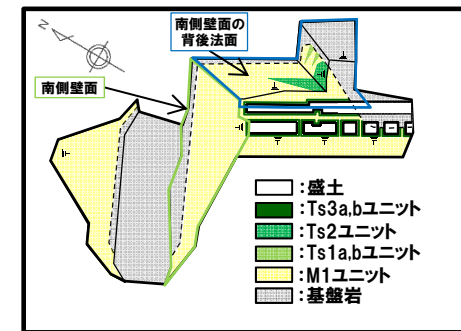 南側壁面の
背後法面
N
南側壁面
:盛土
:Ts3a,bユニット
:Ts2ユニット
:Ts1a,bユニット
:M1ユニット
:基盤岩